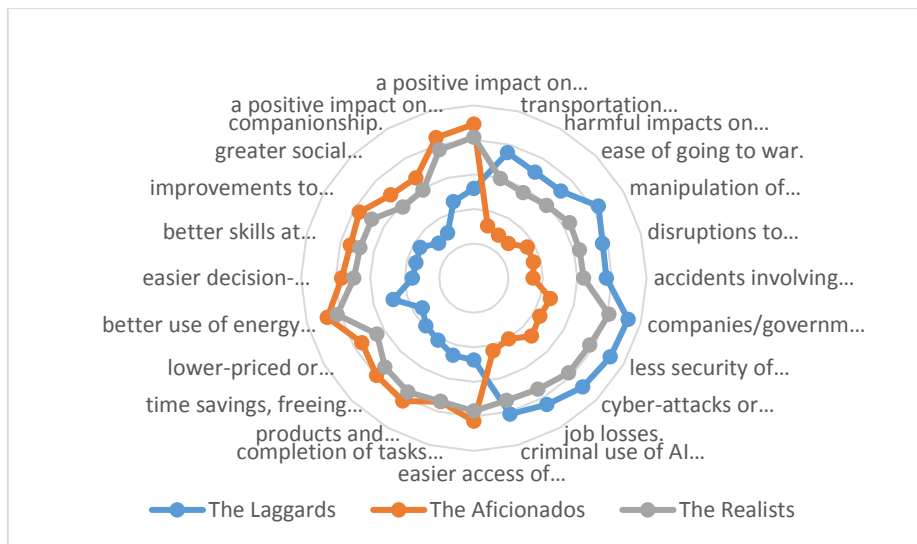 a positive impact on…
a positive impact on… transportation…
companionship. harmful impacts on…
greater social… ease of going to war.
improvements to… manipulation of…
better skills at… disruptions to…
easier decision-… accidents involving…
better use of energy… companies/governm…
lower-priced or… less security of…
time savings, freeing… cyber-attacks or…
products and… job losses.
completion of tasks… criminal use of AI…
easier access of…
The Laggards The Aficionados The Realists